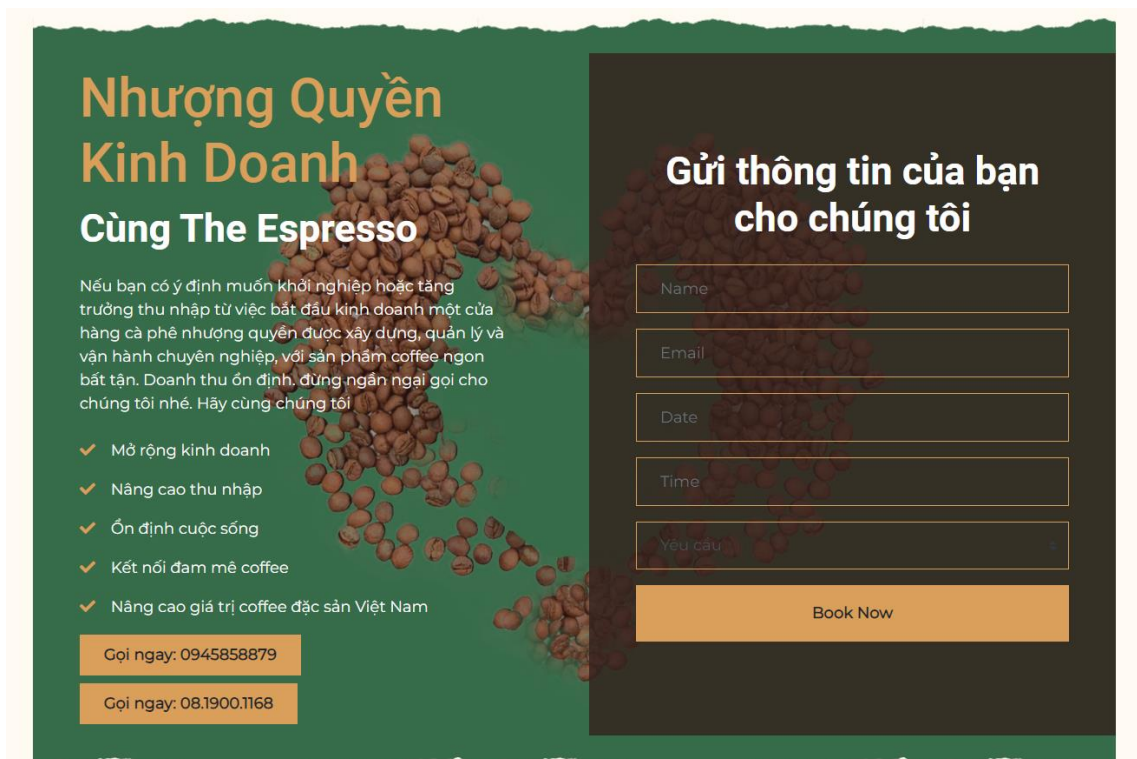 Nhượng Quyền
Kinh Doanh
Cùng The Espresso
Nếu bạn có ý định muốn khởi nghiệp hoặc tăng
trưởng thu nhập từ việc bắt đầu kinh doanh một cửa
hàng cà phê nhượng quyền được xây dựng, quản lý và
vận hành chuyên nghiệp, với sản phẩm coffee ngon
bất tận. Doanh thu ổn định. đừng ngần ngại gọi cho
chúng tôi nhé. Hãy cùng chúng tôi
Mở rộng kinh doanh
Nâng cao thu nhập
Ổn định cuộc sống
Kết nối đam mê coffee
Nâng cao giá trị coffee đặc sản Việt Nam
Gọi ngay: 0945858879
Gọi ngay: 08.1900.1168
Gửi thông tin của bạn
cho chúng tôi
Name
Email
Date
Time
Yêu cầu
Book Now